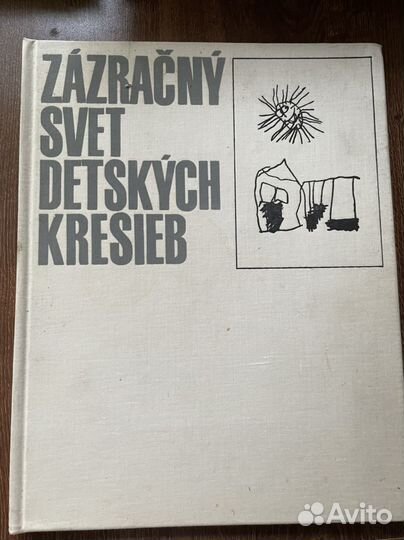 ZÁZRAČNÝ
SVET
DETSKÝCH
KRESIEB
Avito